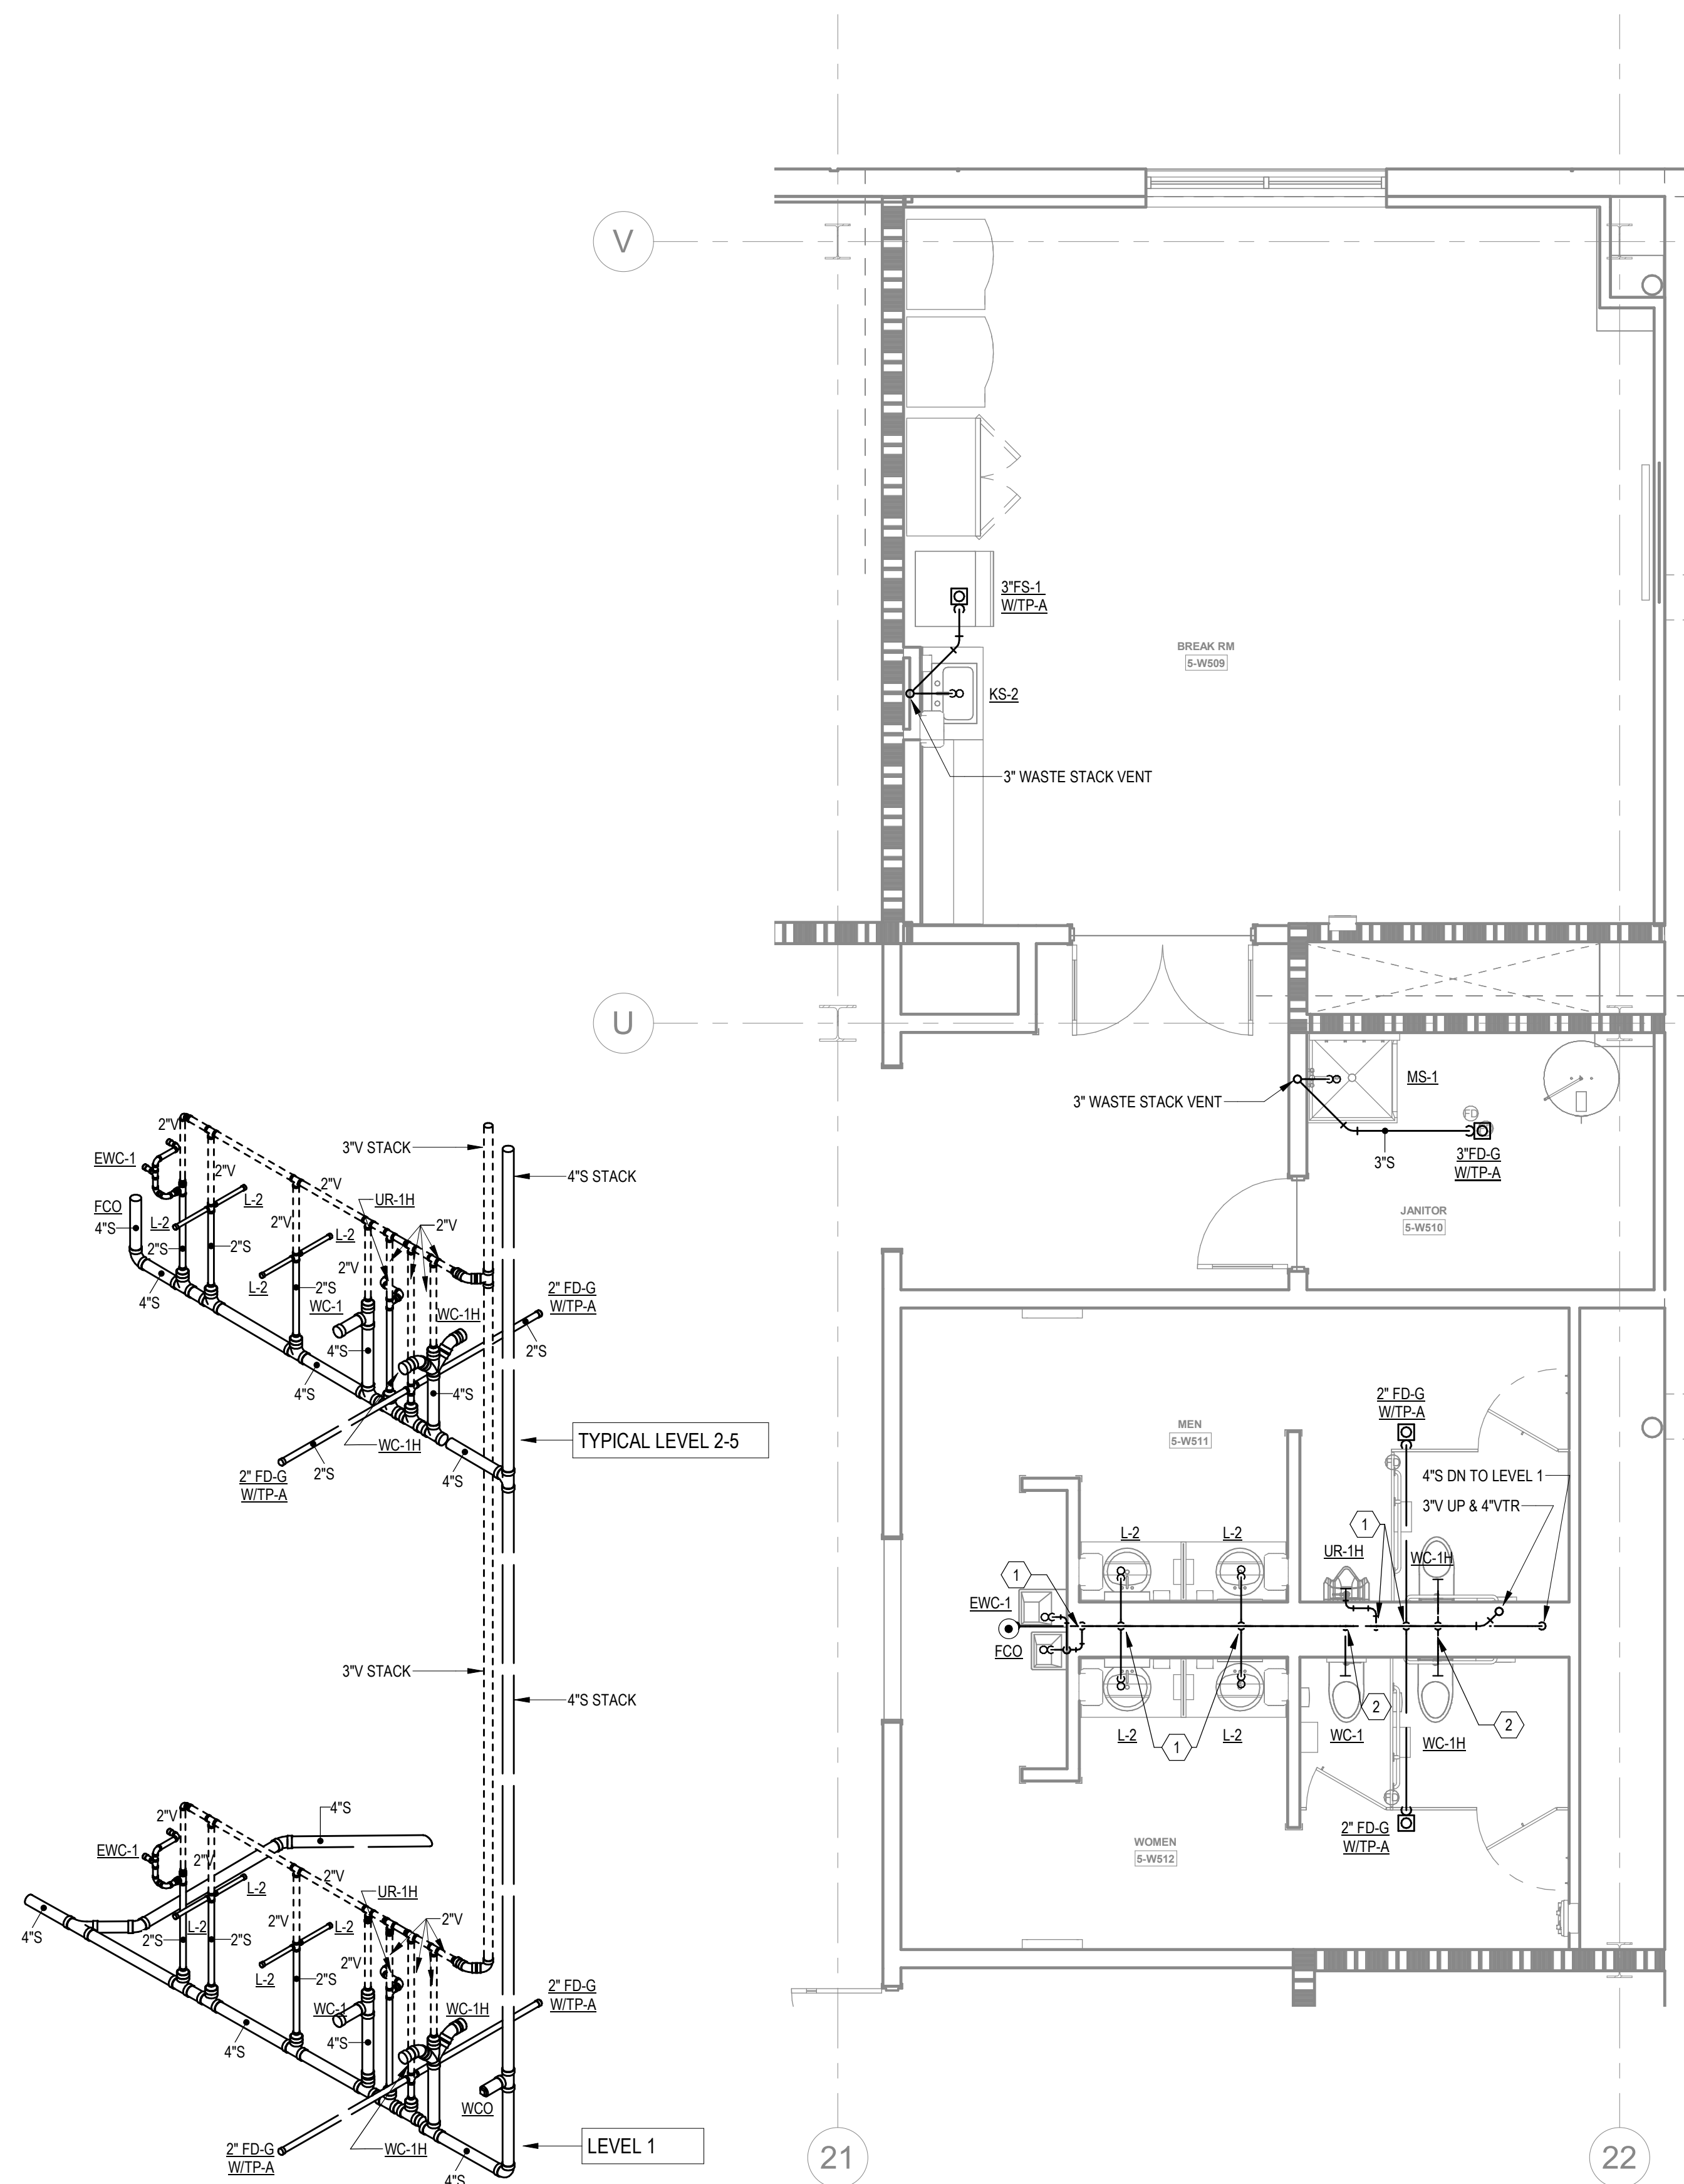 V
3"FS-1
W/TP-A
BREAK RM
5-W509
KS-2
3" WASTE STACK VENT
U
MS-1
3" WASTE STACK VENT
FD
3"S
3"FD-G
W/TP-A
JANITOR
5-W510
2"V
3"V STACK
EWC-1
4"S STACK
2"V
2"V
FCO
L-2
UR-1H
4"S
L-2
2"V
L-2
2"V
2"S
2"S
2"V
2" FD-G
W/TP-A
L-2
2"S
4"S
WC-1
WC-1H
4"S
2"S
4"S
4"S
WC-1H
TYPICAL LEVEL 2-5
2" FD-G
W/TP-A
2"S
4"S
2" FD-G
W/TP-A
MEN
5-W511
FD
4"S DN TO LEVEL 1
3"V UP & 4"VTR
1
L-2
L-2
UR-1H
WC-1H
1
EWC-1
FCO
3"V STACK
4"S STACK
2
2
L-2
1
L-2
WC-1
WC-1H
FD
2" FD-G
W/TP-A
WOMEN
5-W512
2"V
4"S
EWC-1
2"V
2"V
L-2
UR-1H
2"V
2"V
L-2
L-2
4"S
2"S
2"S
2"V
L-2
2"S
2" FD-G
W/TP-A
WC-1
WC-1H
4"S
4"S
WCO
2" FD-G
W/TP-A
WC-1H
LEVEL 1
4"S
21
22